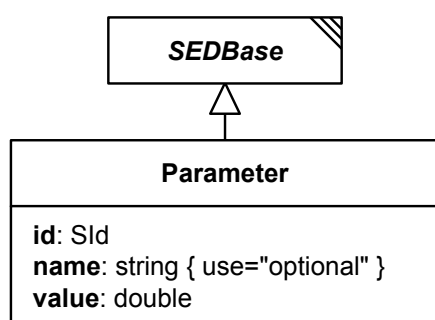 SEDBase
Parameter
id: SId
name: string { use="optional" }
value: double